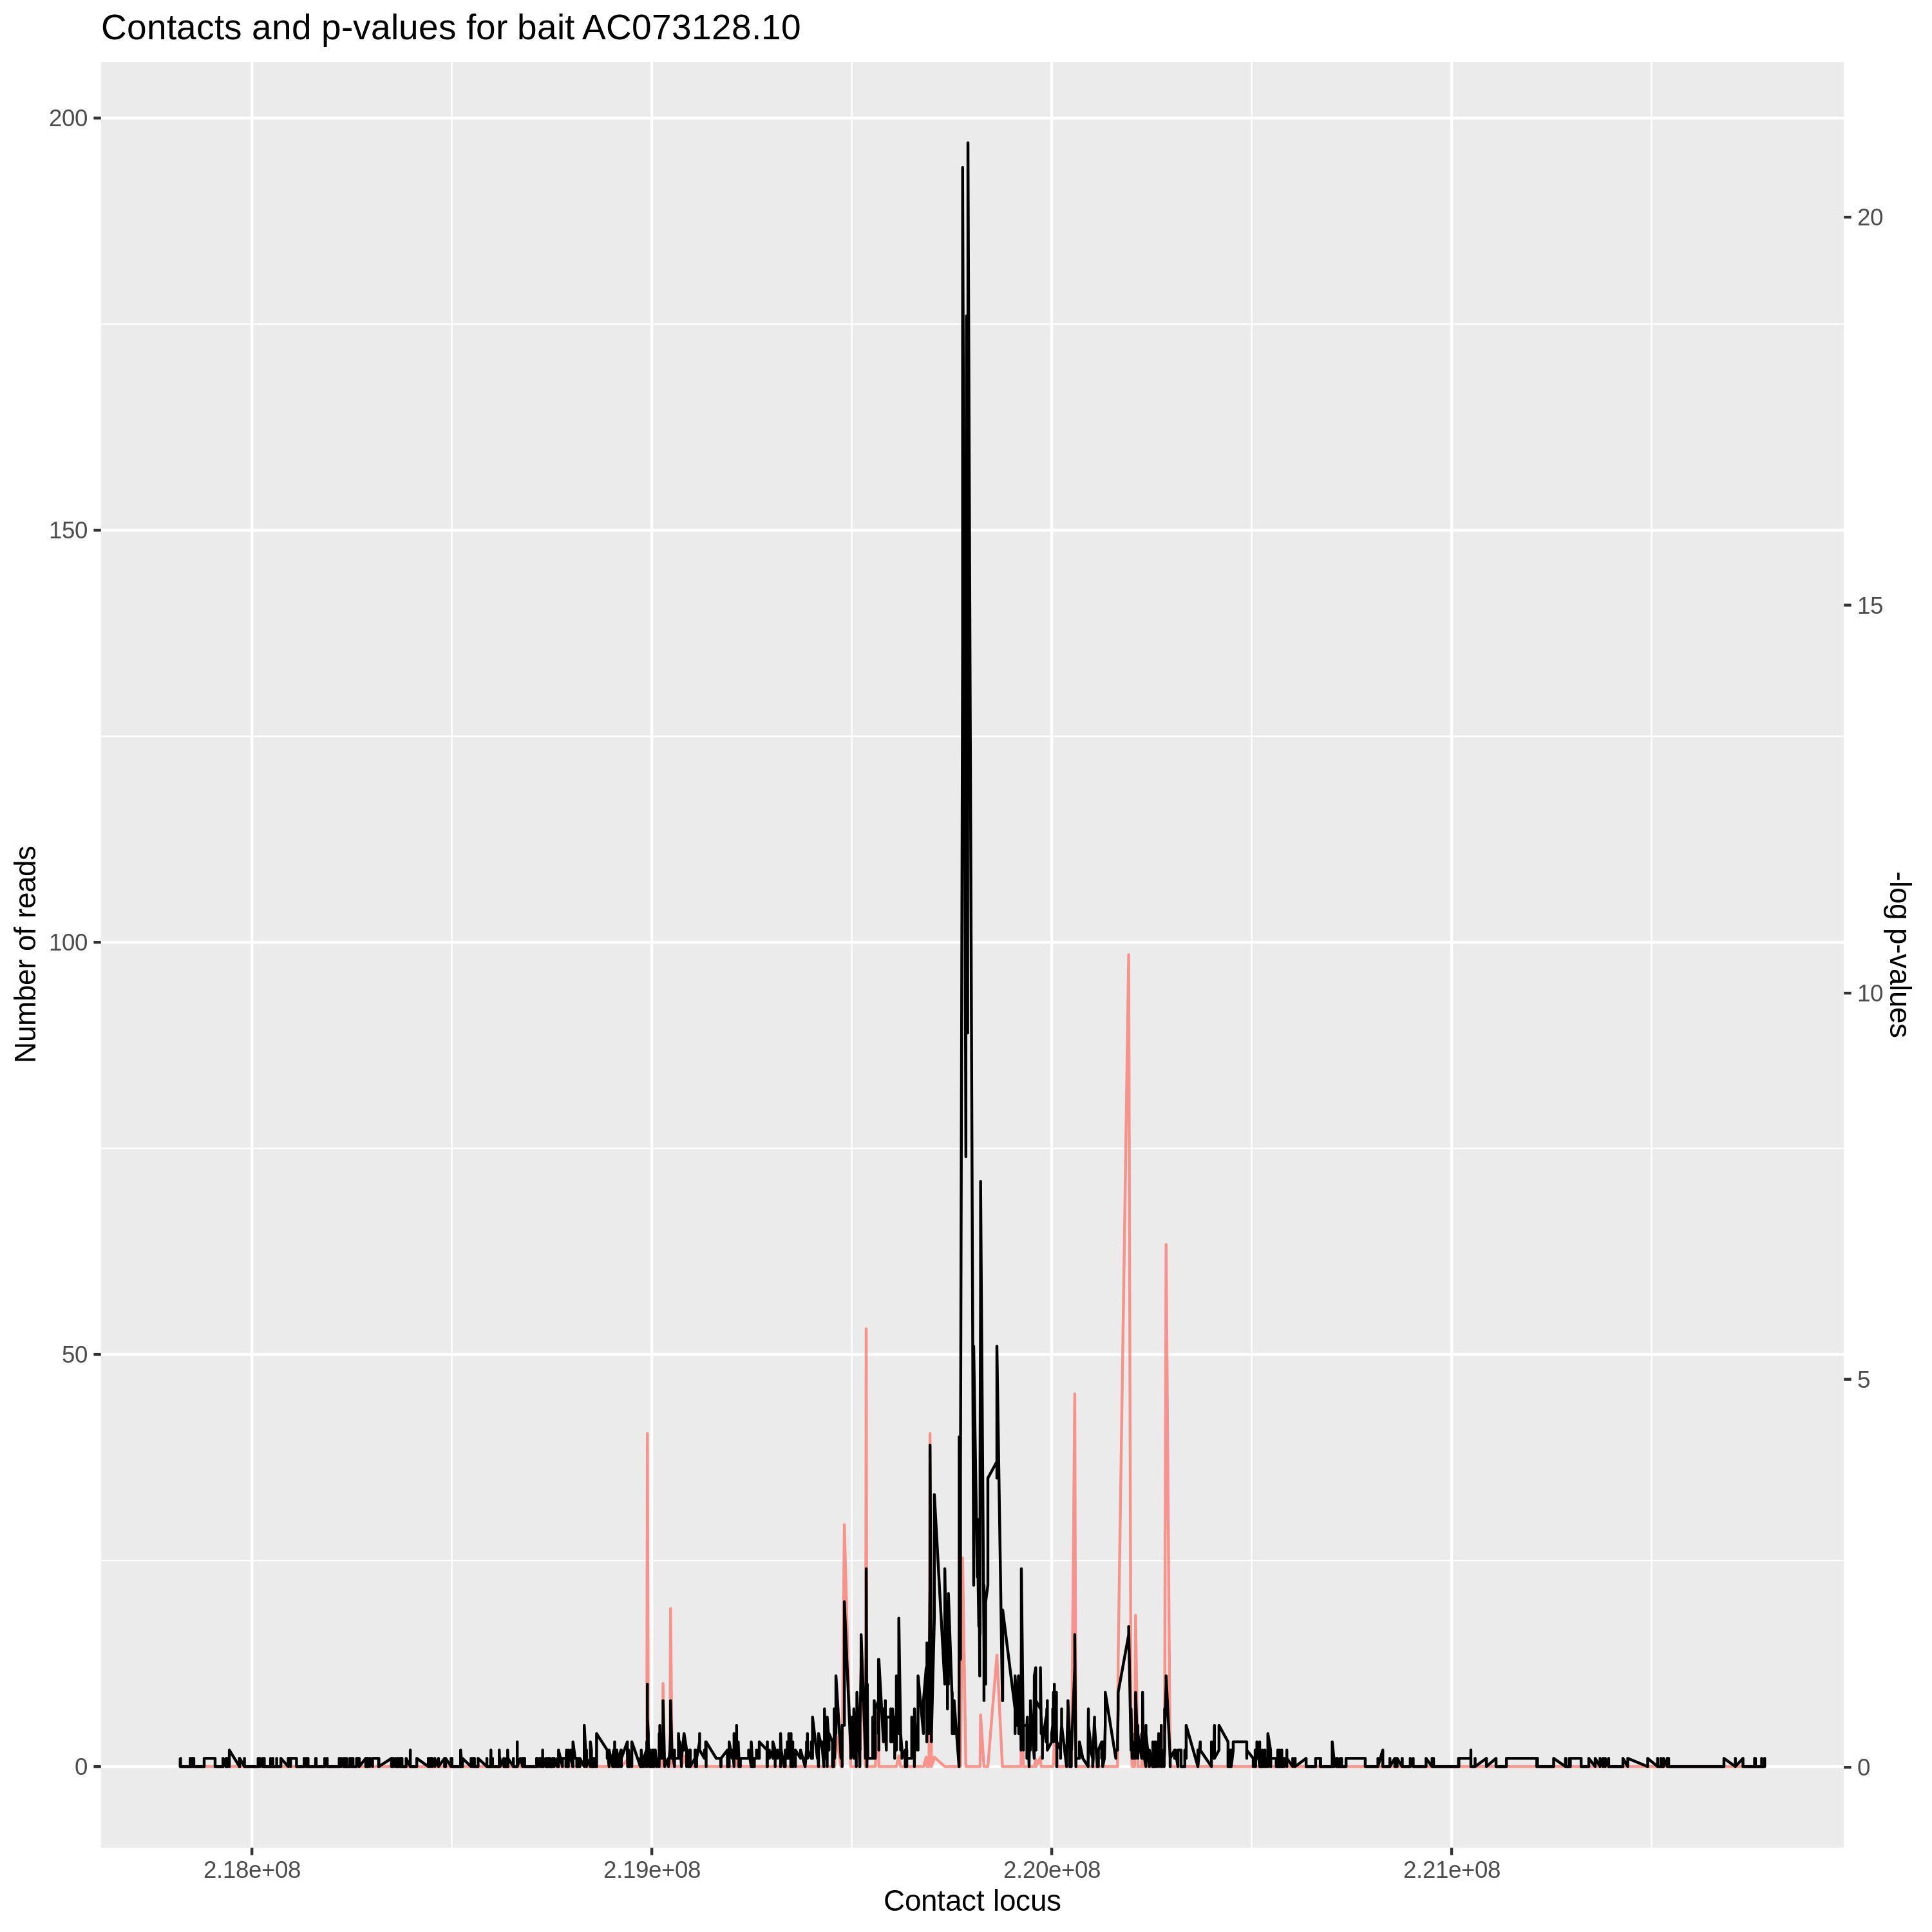 Contacts and p-values for bait AC073128.10
200
150
100
50
0
20
15
10
5
0
Number of reads
-log p-values
2.18e+08
2.19e+08
2.20e+08
2.21e+08
Contact locus